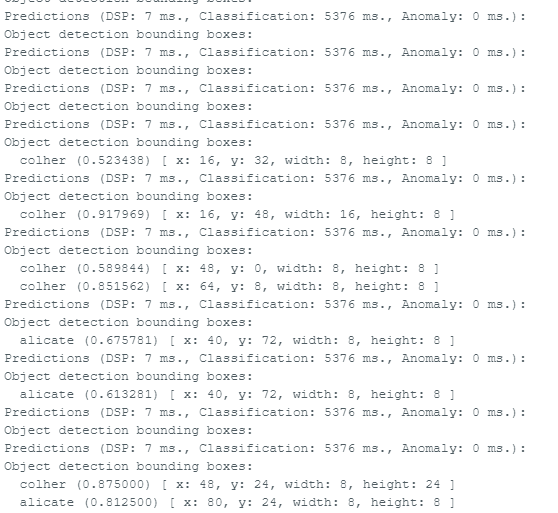 Object detection bounding boxes:
Predictions (DSP: 7 ms., Classification: 5376 ms., Anomaly: 0 ms.):
Object detection bounding boxes:
Predictions (DSP: 7 ms., Classification: 5376 ms., Anomaly: 0 ms.):
Object detection bounding boxes:
Predictions (DSP: 7 ms., Classification: 5376 ms., Anomaly: 0 ms.):
Object detection bounding boxes:
Predictions (DSP: 7 ms., Classification: 5376 ms., Anomaly: 0 ms.):
Object detection bounding boxes:
colher (0.523438) [ x: 16, y: 32, width: 8, height: 8 ]
Predictions (DSP: 7 ms., Classification: 5376 ms., Anomaly: 0 ms.):
Object detection bounding boxes:
colher (0.917969) [ x: 16, y: 48, width: 16, height: 8 ]
Predictions (DSP: 7 ms., Classification: 5376 ms., Anomaly: 0 ms.):
Object detection bounding boxes:
colher (0.589844) [ x: 48, y: 0, width: 8, height: 8 ]
colher (0.851562) [ x: 64, y: 8, width: 8, height: 8 ]
Predictions (DSP: 7 ms., Classification: 5376 ms., Anomaly: 0 ms.):
Object detection bounding boxes:
alicate (0.675781) [ x: 40, y: 72, width: 8, height: 8 ]
Predictions (DSP: 7 ms., Classification: 5376 ms., Anomaly: 0 ms.):
Object detection bounding boxes:
alicate (0.613281) [ x: 40, y: 72, width: 8, height: 8 ]
Predictions (DSP: 7 ms., Classification: 5376 ms., Anomaly: 0 ms.):
Object detection bounding boxes:
Predictions (DSP: 7 ms., Classification: 5376 ms., Anomaly: 0 ms.):
Object detection bounding boxes:
colher (0.875000) [ x: 48, y: 24, width: 8, height: 24 ]
alicate (0.812500) [ x: 80, y: 24, width: 8, height: 8 ]